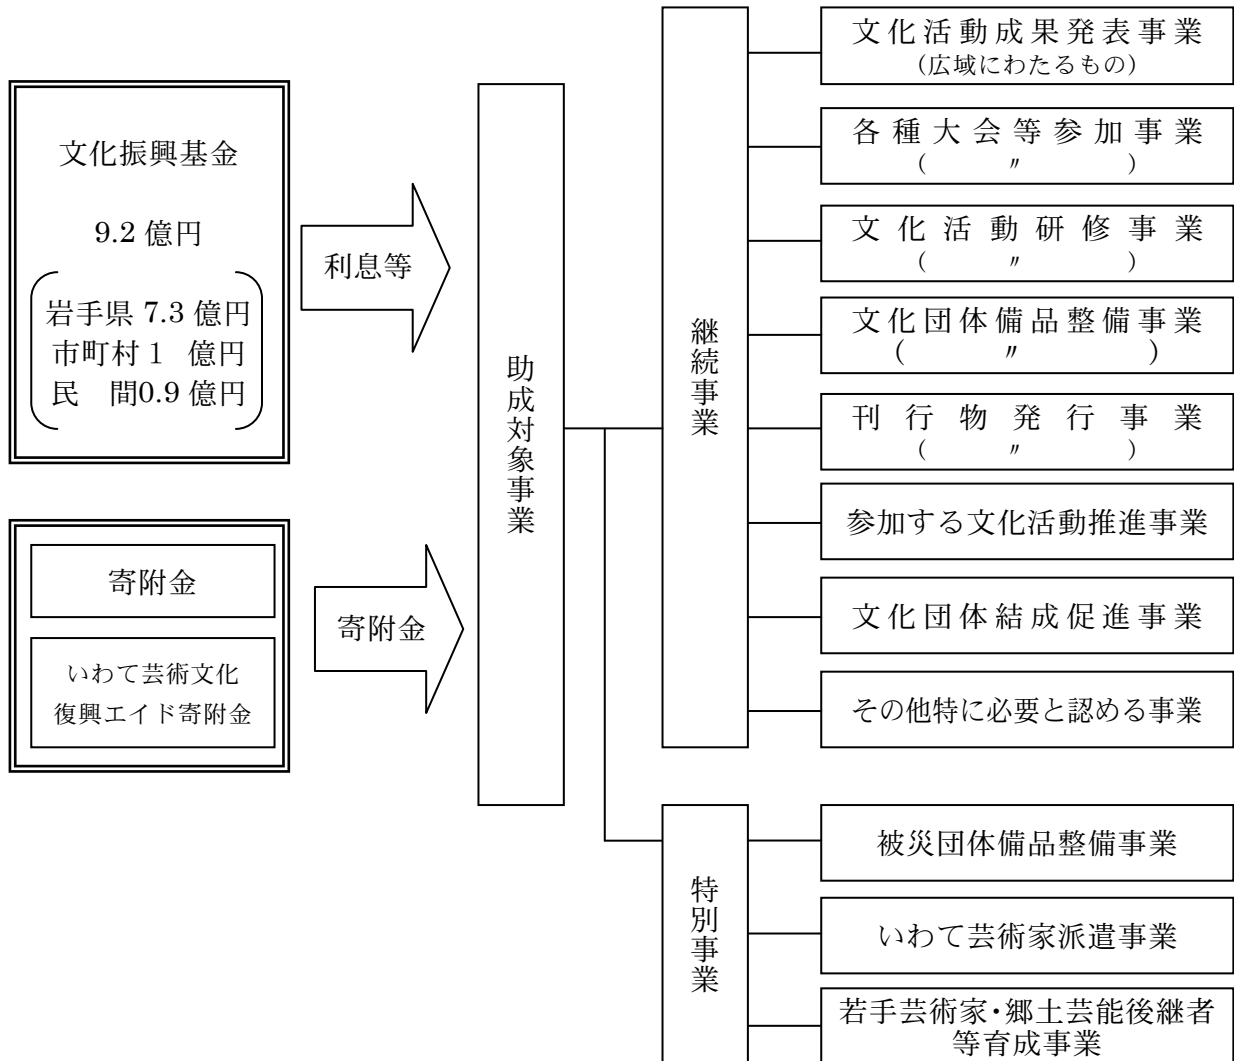 文化振興基金
9.2 億円
岩手県 7.3 億円
市町村 1 億円
民 間0.9 億円
利息等
寄附金
いわて芸術文化
復興エイド寄附金
寄附金
助成対象事業
継続事業
文化活動成果発表事業
（広域にわたるもの）
各種大会等参加事業
（ 〃 ）
文化活動研修事業
（ 〃 ）
文化団体備品整備事業
（ 〃 ）
刊行物発行事業
（ 〃 ）
参加する文化活動推進事業
文化団体結成促進事業
その他特に必要と認める事業
特別事業
被災団体備品整備事業
いわて芸術家派遣事業
若手芸術家・郷土芸能後継者
等育成事業